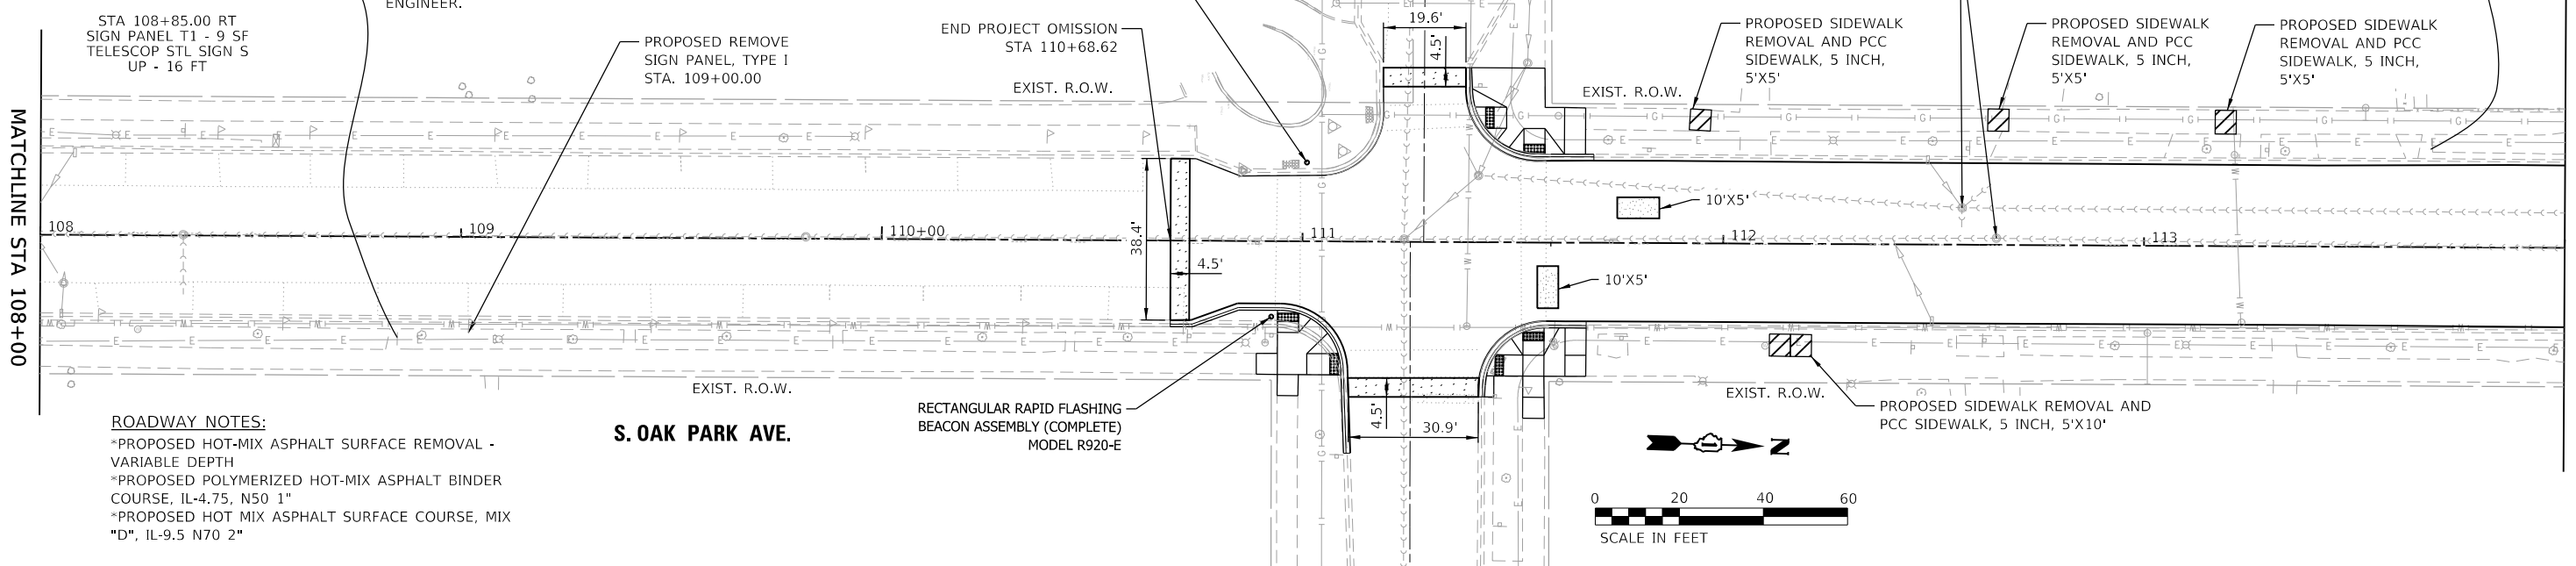 ENGINEER.
STA 108+85.00 RT
SIGN PANEL T1 - 9 SF
TELESCOP STL SIGN S
UP - 16 FT
PROPOSED REMOVE
SIGN PANEL, TYPE I
STA. 109+00.00
END PROJECT OMISSION
STA 110+68.62
EXIST. R.O.W.
19.6'
4.5'
EXIST. R.O.W.
PROPOSED SIDEWALK
REMOVAL AND PCC
SIDEWALK, 5 INCH,
5'X5'
PROPOSED SIDEWALK
REMOVAL AND PCC
SIDEWALK, 5 INCH,
5'X5'
PROPOSED SIDEWALK
REMOVAL AND PCC
SIDEWALK, 5 INCH,
5'X5'
MATCHLINE STA 108+00
108
109
110+00
111
112
113
38.4'
4.5'
10'X5'
10'X5'
EXIST. R.O.W.
EXIST. R.O.W.
4.5'
30.9'
RECTANGULAR RAPID FLASHING
BEACON ASSEMBLY (COMPLETE)
MODEL R920-E
PROPOSED SIDEWALK REMOVAL AND
PCC SIDEWALK, 5 INCH, 5'X10'
S. OAK PARK AVE.
ROADWAY NOTES:
*PROPOSED HOT-MIX ASPHALT SURFACE REMOVAL -
VARIABLE DEPTH
*PROPOSED POLYMERIZED HOT-MIX ASPHALT BINDER
COURSE, IL-4.75, N50 1"
*PROPOSED HOT MIX ASPHALT SURFACE COURSE, MIX
"D", IL-9.5 N70 2"
N
0 20 40 60
SCALE IN FEET